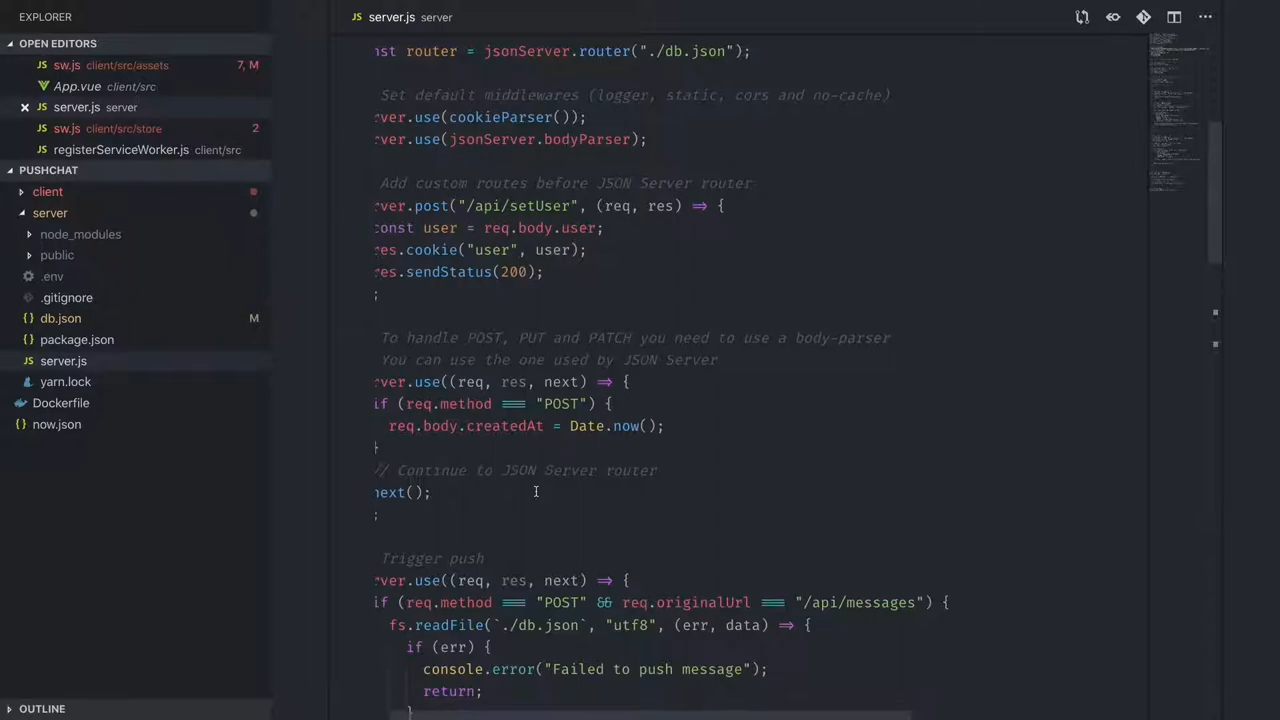 EXPLORER
OPEN EDITORS
JS sw.js client/src/assets 7, M
App.vue client/src
JS server.js server
JS sw.js client/src/store 2
JS registerServiceWorker.js client/src
PUSHCHAT
client
server
node_modules
public
.env
.gitignore
{} db.json M
{} package.json
JS server.js
yarn.lock
Dockerfile
{} now.json
OUTLINE
JS server.js server
nst router = jsonServer.router("./db.json");
Set default middlewares (logger, static, cors and no-cache)
rver.use(cookieParser());
rver.use(jsonServer.bodyParser);
Add custom routes before JSON Server router
rver.post("/api/setUser", (req, res) => {
const user = req.body.user;
res.cookie("user", user);
res.sendStatus(200);
;
To handle POST, PUT and PATCH you need to use a body-parser
You can use the one used by JSON Server
rver.use((req, res, next) => {
if (req.method === "POST") {
req.body.createdAt = Date.now();
}
// Continue to JSON Server router
next();
;
Trigger push
rver.use((req, res, next) => {
if (req.method === "POST" && req.originalUrl === "/api/messages") {
fs.readFile(`./db.json`, "utf8", (err, data) => {
if (err) {
console.error("Failed to push message");
return;
}